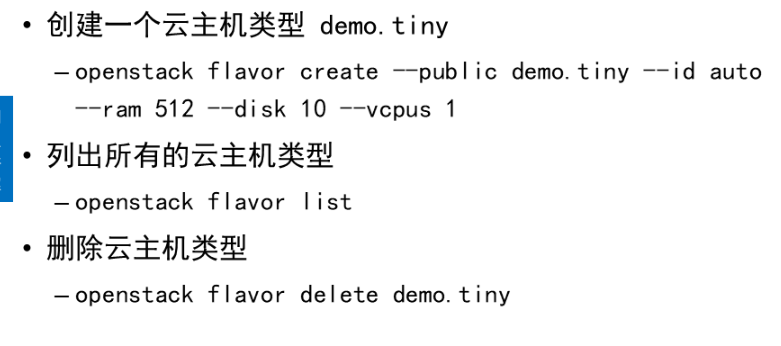 • 创建一个云主机类型 demo.tiny
– openstack flavor create --public demo.tiny --id auto
--ram 512 --disk 10 --vcpus 1
• 列出所有的云主机类型
– openstack flavor list
• 删除云主机类型
– openstack flavor delete demo.tiny